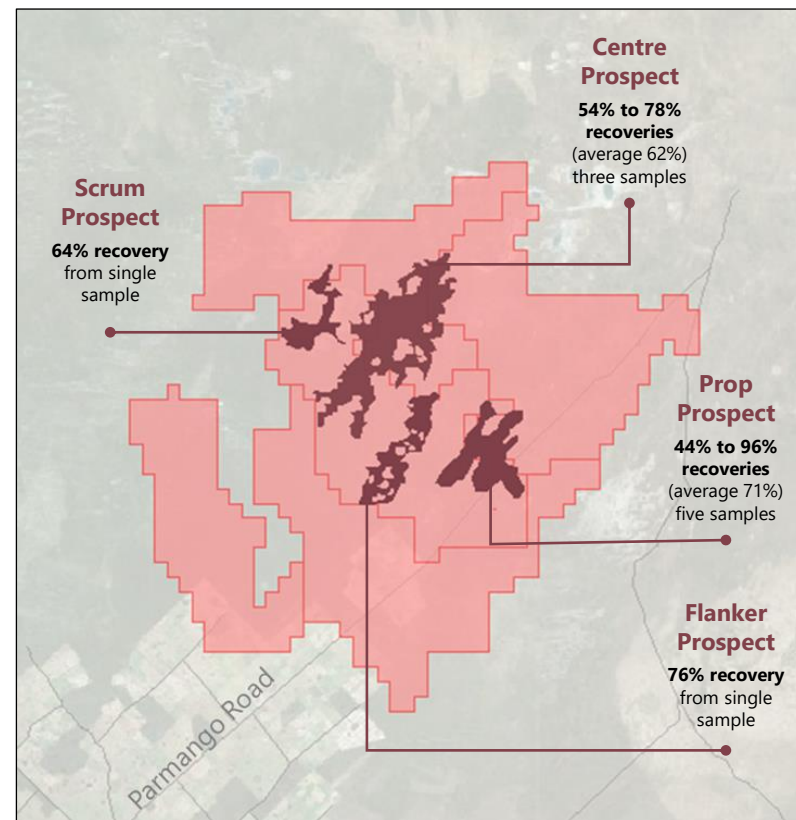 Centre
Prospect
54% to 78%
recoveries
(average 62%)
three samples
Scrum
Prospect
64% recovery
from single
sample
Prop
Prospect
44% to 96%
recoveries
(average 71%)
five samples
Flanker
Prospect
76% recovery
from single
sample
Parmango Road